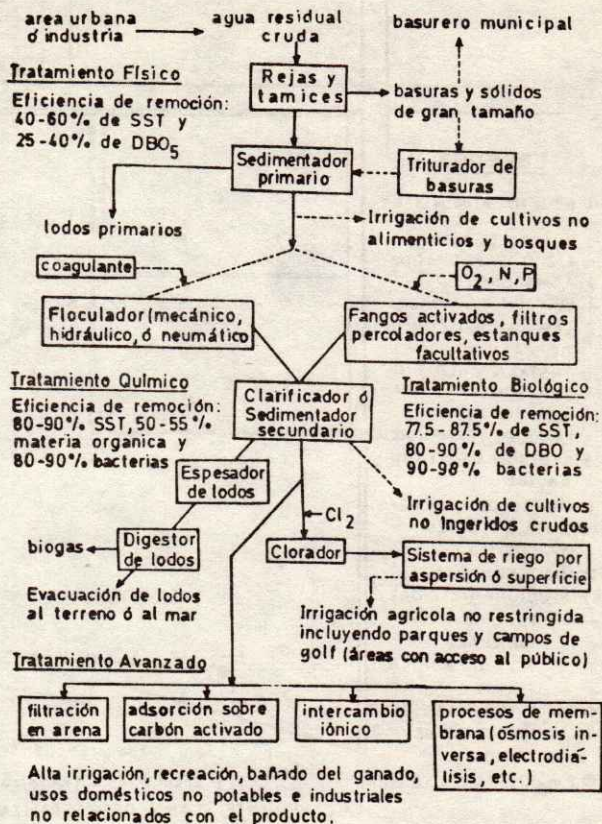 area urbana
ó industria
agua residual
cruda
basurero municipal
Tratamiento Físico
Eficiencia de remoción:
40-60% de SST y
25-40% de DBO5
Rejas y
tamices
basuras y sólidos
de gran tamaño
Sedimentador
primario
Triturador de
basuras
lodos primarios
Irrigación de cultivos no
alimenticios y bosques
coagulante
O2, N, P
Floculador (mecánico,
hidráulico, ó neumático
Fangos activados, filtros
percoladores, estanques
facultativos
Tratamiento Químico
Eficiencia de remoción:
80-90% SST, 50-55%
materia organica y
80-90% bacterias
Clarificador ó
Sedimentador
secundario
Tratamiento Biológico
Eficiencia de remoción:
77.5-87.5% de SST,
80-90% de DBO y
90-98% bacterias
Espesador
de lodos
Irrigación de cultivos
no ingeridos crudos
Cl2
biogas
Digestor
de lodos
Clorador
Sistema de riego por
aspersión ó superficie
Evacuación de lodos
al terreno ó al mar
Irrigación agrícola no restringida
incluyendo parques y campos de
golf (áreas con acceso al público)
Tratamiento Avanzado
filtración
en arena
adsorción sobre
carbón activado
intercambio
iónico
procesos de mem-
brana (ósmosis in-
versa, electrodiá-
lisis, etc.)
Alta irrigación, recreación, bañado del ganado,
usos domésticos no potables e industriales
no relacionados con el producto.